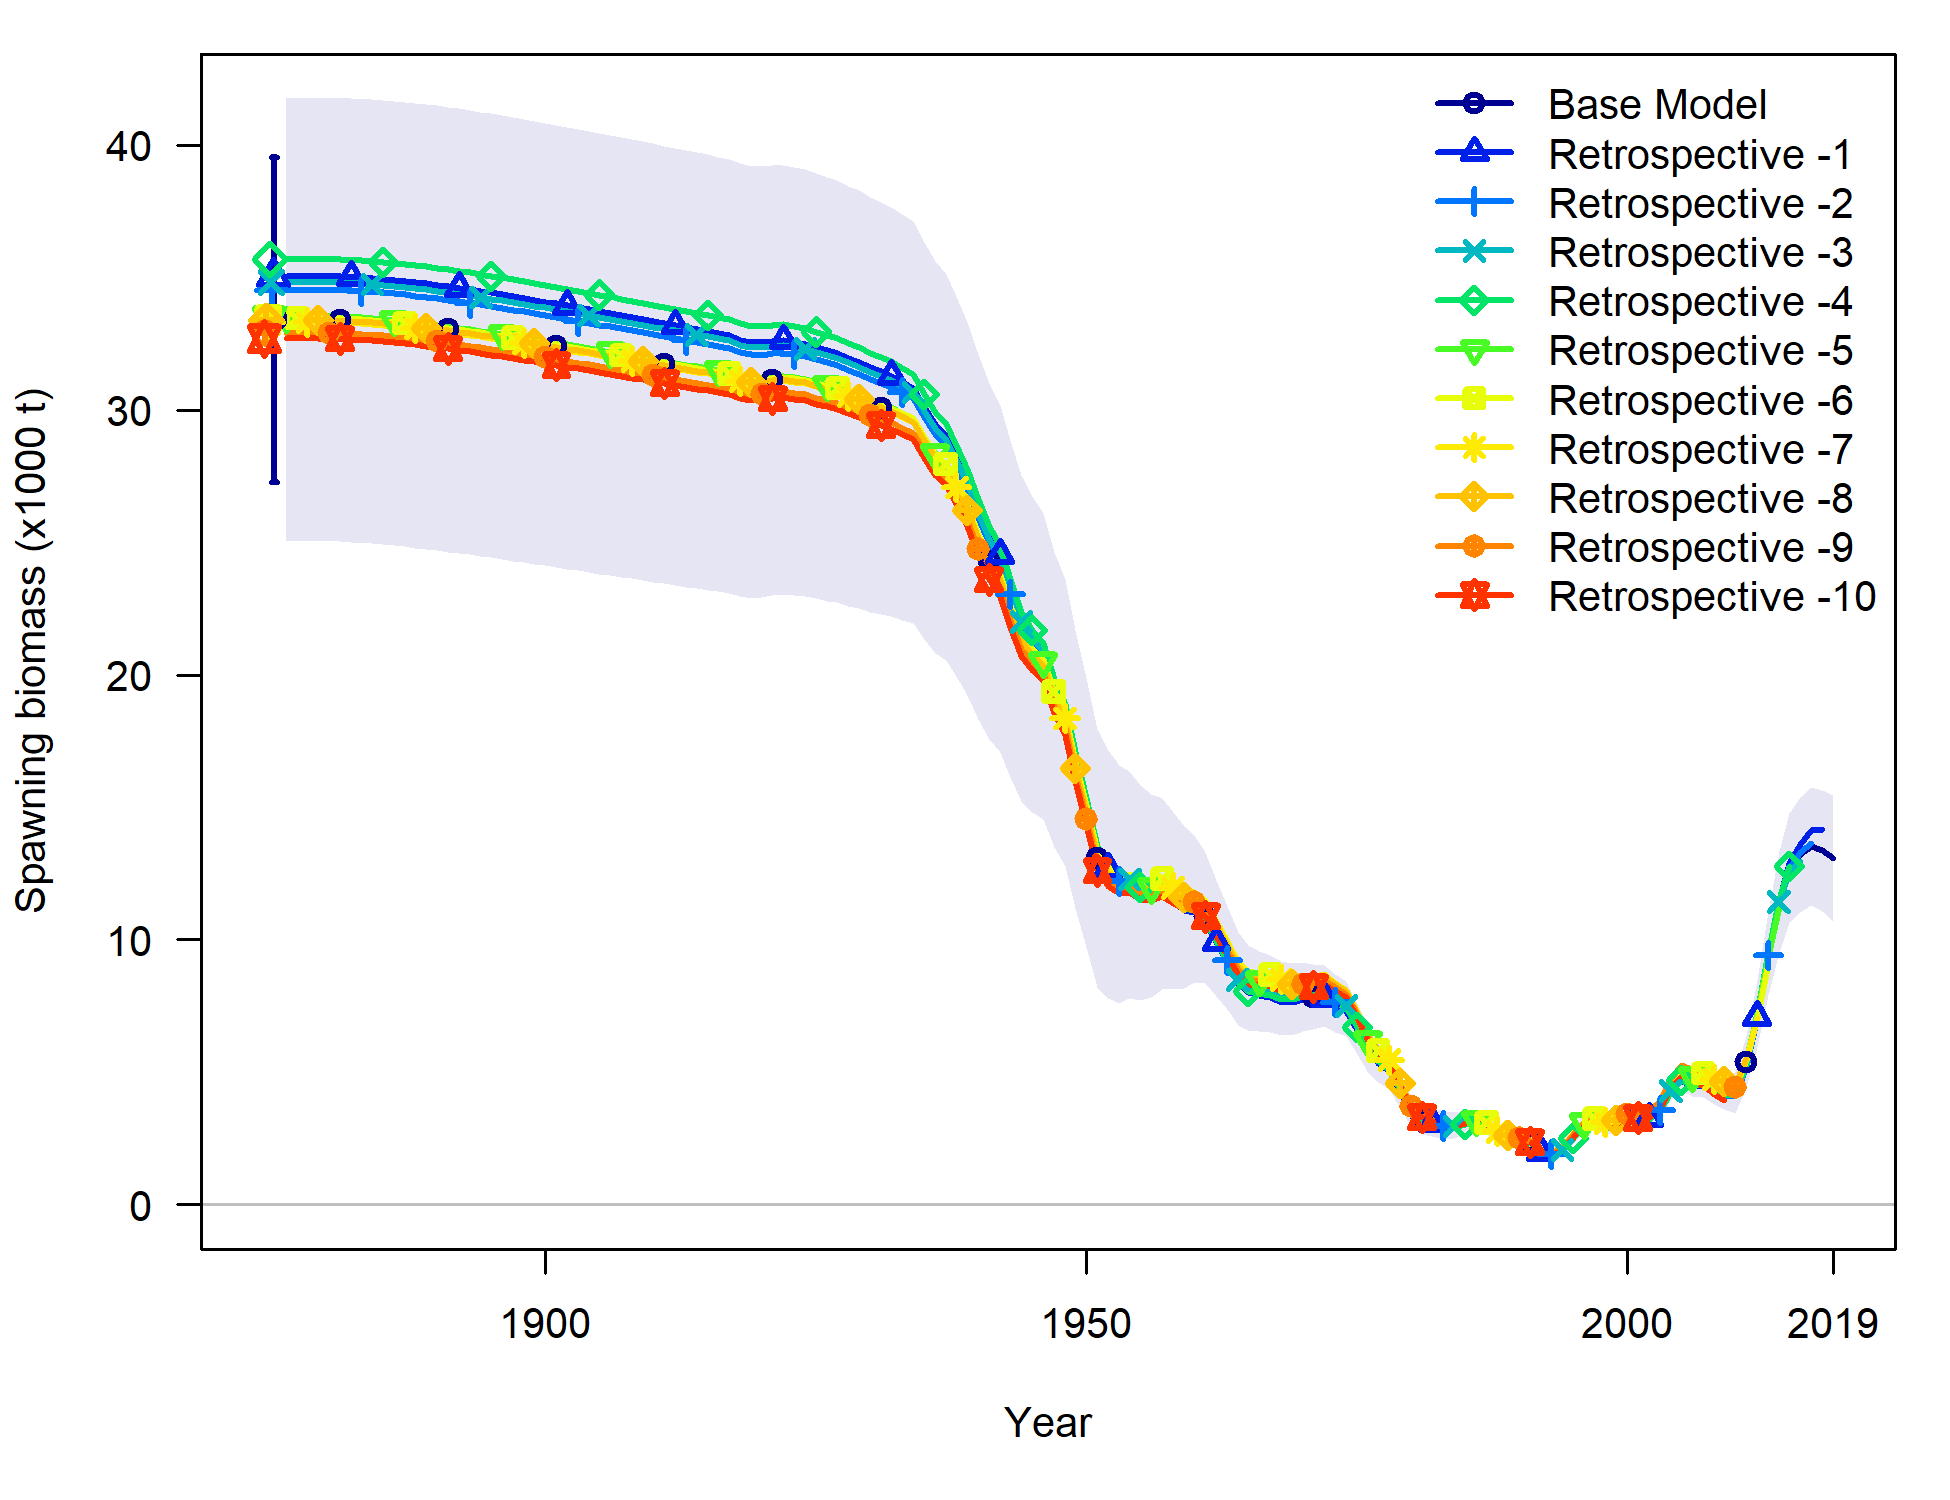 Base Model
Retrospective -1
Retrospective -2
Retrospective -3
Retrospective -4
Retrospective -5
Retrospective -6
Retrospective -7
Retrospective -8
Retrospective -9
Retrospective -10
Spawning biomass (x1000 t)
40
30
20
10
0
1900
1950
2000
2019
Year